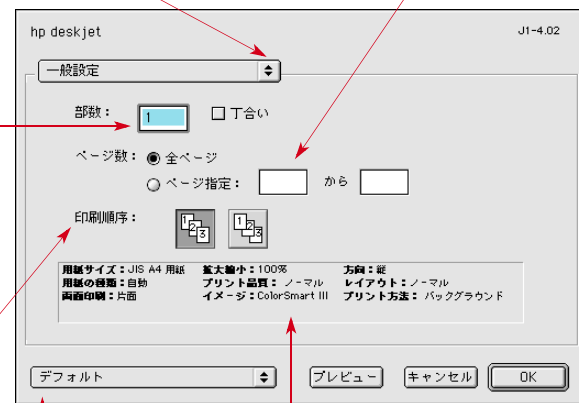 hp deskjet J1-4.02
一般設定
部数： 1 丁合い
ページ数： 全ページ
ページ指定： から
印刷順序： 1 2 3 1 2 3
用紙サイズ：JIS A4 用紙 拡大縮小：100% 方向：縦
用紙の種類：自動 プリント品質： ノーマル レイアウト：ノーマル
両面印刷：片面 イメージ：ColorSmart III プリント方法： バックグラウンド
デフォルト プレビュー キャンセル OK